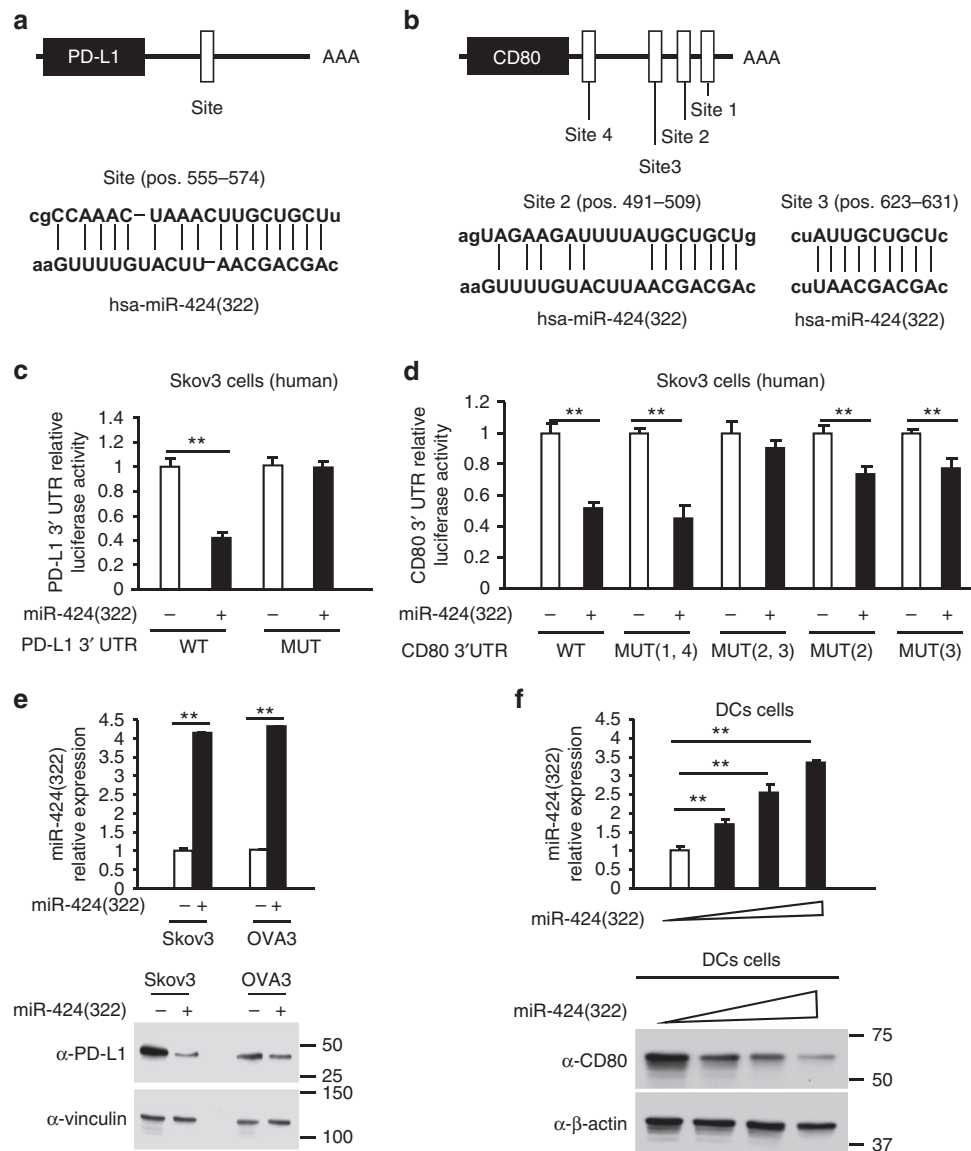 a
PD-L1
AAA
Site
Site (pos. 555–574)
cgCCAAAC–UAAACUUGCUGCUu
aaGUUUUGUACUU–AACGACGAc
hsa-miR-424(322)
b
CD80
AAA
Site 1
Site 4
Site 2
Site3
Site 2 (pos. 491–509)
agUAGAAGAUUUUAUGCUGCUg
aaGUUUUGUACUUAACGACGAc
hsa-miR-424(322)
Site 3 (pos. 623–631)
cuAUUGCUGCUc
cuUAACGACGAc
hsa-miR-424(322)
c
Skov3 cells (human)
PD-L1 3′ UTR relative
luciferase activity
1.4
1.2
1
0.8
0.6
0.4
0.2
0
**
miR-424(322) – + – +
PD-L1 3′ UTR WT MUT
d
Skov3 cells (human)
CD80 3′ UTR relative
luciferase activity
1.2
1
0.8
0.6
0.4
0.2
0
** ** ** **
miR-424(322) – + – + – + – + – +
CD80 3′UTR WT MUT(1, 4) MUT(2, 3) MUT(2) MUT(3)
e
miR-424(322)
relative expression
4.5
4
3.5
3
2.5
2
1.5
1
0.5
0
** **
miR-424(322) – + – +
Skov3 OVA3
Skov3 OVA3
miR-424(322) – + – +
α-PD-L1
50
25
150
α-vinculin
100
f
DCs cells
miR-424(322)
relative expression
4.5
4
3.5
3
2.5
2
1.5
1
0.5
0
**
**
**
miR-424(322)
DCs cells
miR-424(322)
75
α-CD80
50
α-β-actin
37